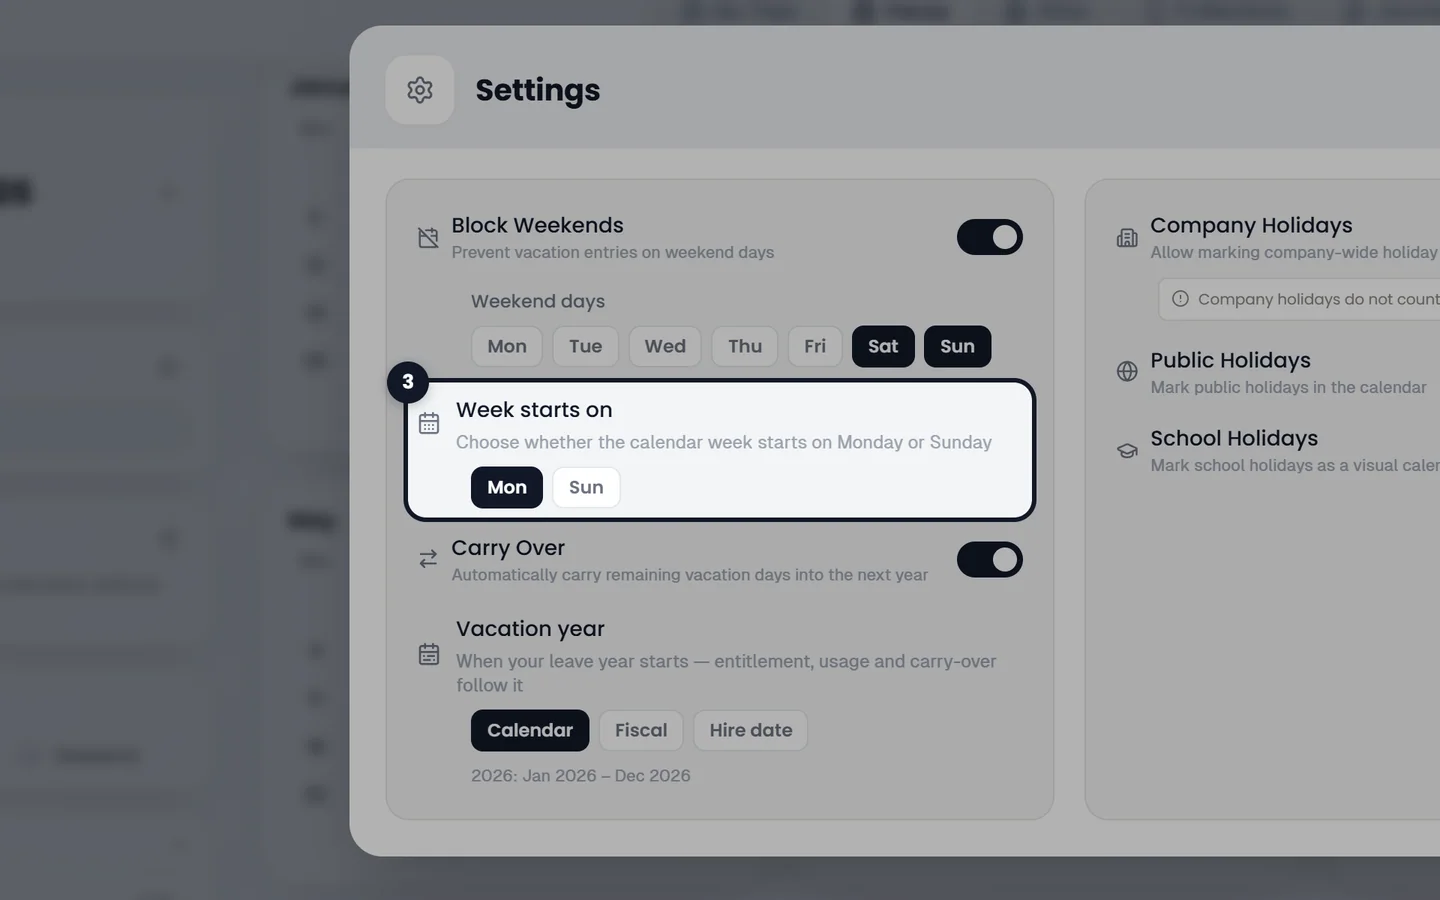 Settings
Block Weekends
Prevent vacation entries on weekend days
Weekend days
Mon Tue Wed Thu Fri Sat Sun
3
Week starts on
Choose whether the calendar week starts on Monday or Sunday
Mon Sun
Carry Over
Automatically carry remaining vacation days into the next year
Vacation year
When your leave year starts — entitlement, usage and carry-over
follow it
Calendar Fiscal Hire date
2026: Jan 2026 – Dec 2026
Company Holidays
Allow marking company-wide holiday
Company holidays do not count
Public Holidays
Mark public holidays in the calendar
School Holidays
Mark school holidays as a visual